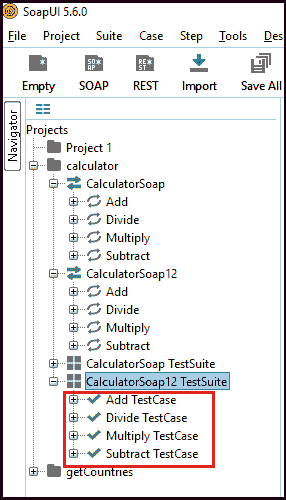 SoapUI 5.6.0
File Project Suite Case Step Tools Des
Empty SOAP REST Import Save All
Navigator
Projects
Project 1
calculator
CalculatorSoap
Add
Divide
Multiply
Subtract
CalculatorSoap12
Add
Divide
Multiply
Subtract
CalculatorSoap TestSuite
CalculatorSoap12 TestSuite
Add TestCase
Divide TestCase
Multiply TestCase
Subtract TestCase
getCountries